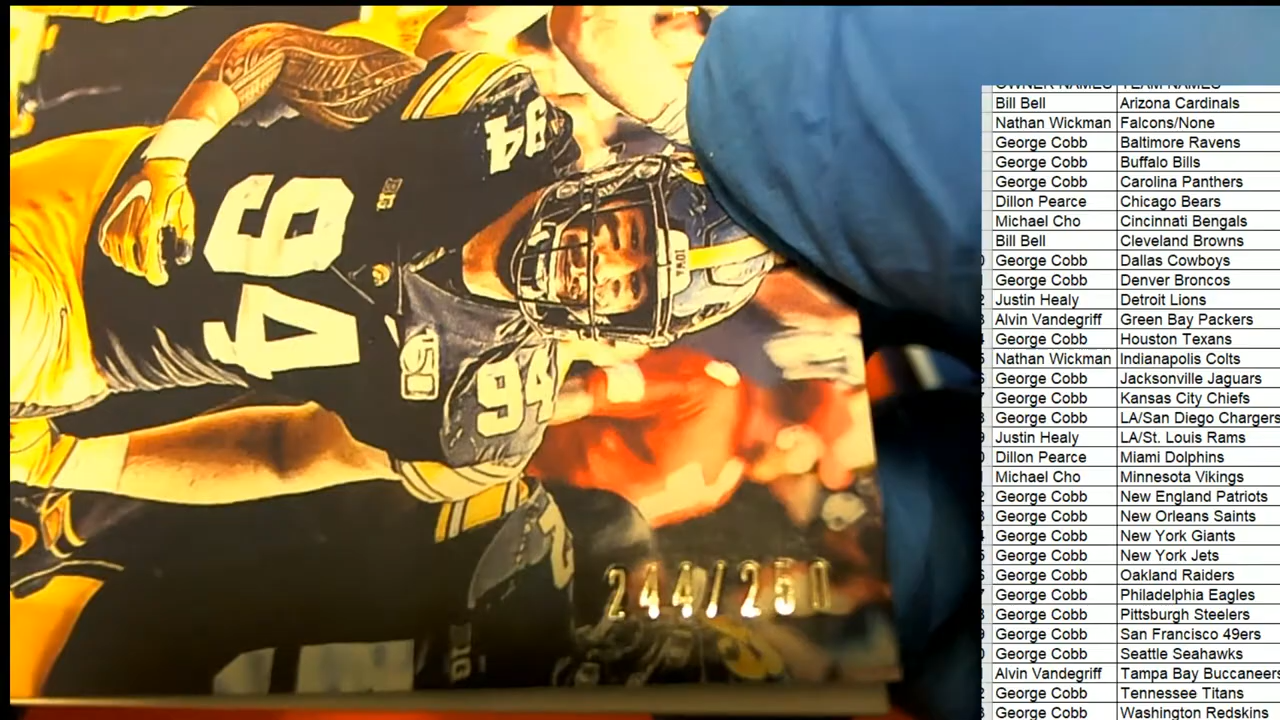 94
94
94
150
IOWA
2
244/250
OWNER NAMES TEAM NAMES
Bill Bell Arizona Cardinals
Nathan Wickman Falcons/None
George Cobb Baltimore Ravens
George Cobb Buffalo Bills
George Cobb Carolina Panthers
Dillon Pearce Chicago Bears
Michael Cho Cincinnati Bengals
Bill Bell Cleveland Browns
George Cobb Dallas Cowboys
George Cobb Denver Broncos
Justin Healy Detroit Lions
Alvin Vandegriff Green Bay Packers
George Cobb Houston Texans
Nathan Wickman Indianapolis Colts
George Cobb Jacksonville Jaguars
George Cobb Kansas City Chiefs
George Cobb LA/San Diego Chargers
Justin Healy LA/St. Louis Rams
Dillon Pearce Miami Dolphins
Michael Cho Minnesota Vikings
George Cobb New England Patriots
George Cobb New Orleans Saints
George Cobb New York Giants
George Cobb New York Jets
George Cobb Oakland Raiders
George Cobb Philadelphia Eagles
George Cobb Pittsburgh Steelers
George Cobb San Francisco 49ers
George Cobb Seattle Seahawks
Alvin Vandegriff Tampa Bay Buccaneers
George Cobb Tennessee Titans
George Cobb Washington Redskins